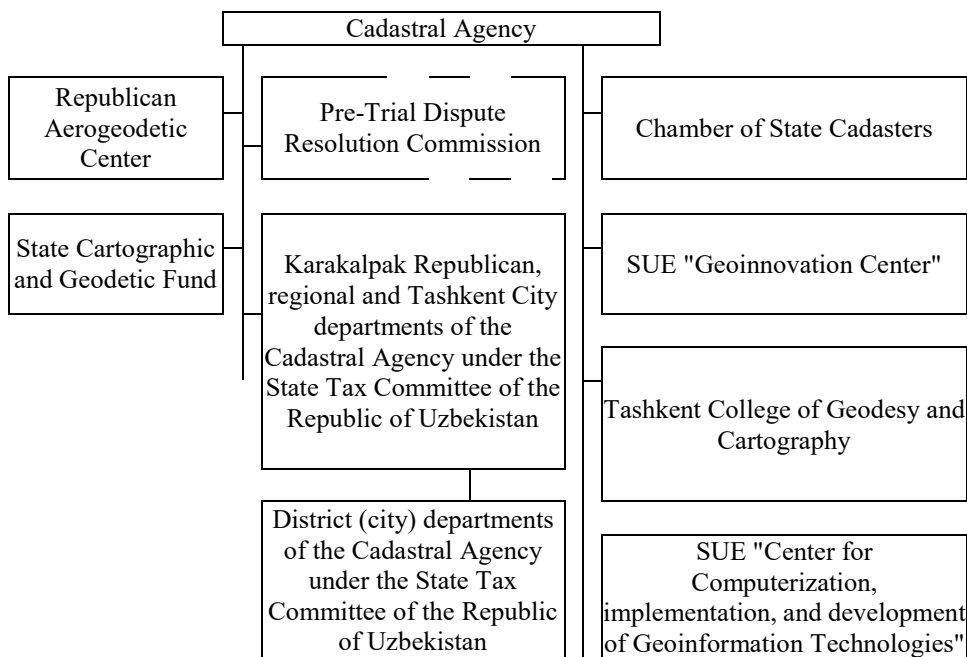 Cadastral Agency
Republican
Aerogeodetic
Center
Pre-Trial Dispute
Resolution Commission
Chamber of State Cadasters
State Cartographic
and Geodetic Fund
Karakalpak Republican,
regional and Tashkent City
departments of the
Cadastral Agency under the
State Tax Committee of the
Republic of Uzbekistan
SUE "Geoinnovation Center"
Tashkent College of Geodesy and
Cartography
District (city) departments
of the Cadastral Agency
under the State Tax
Committee of the Republic
of Uzbekistan
SUE "Center for
Computerization,
implementation, and development
of Geoinformation Technologies"